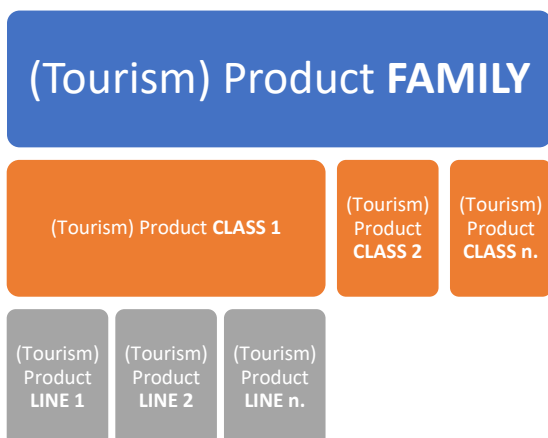 (Tourism) Product FAMILY
(Tourism) Product CLASS 1
(Tourism)
Product
CLASS 2
(Tourism)
Product
CLASS n.
(Tourism)
Product
LINE 1
(Tourism)
Product
LINE 2
(Tourism)
Product
LINE n.